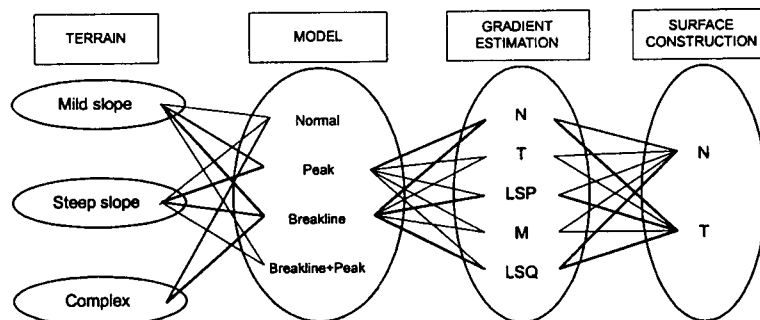 TERRAIN
MODEL
GRADIENT
ESTIMATION
SURFACE
CONSTRUCTION
Mild slope
Steep slope
Complex
Normal
Peak
Breakline
Breakline+Peak
N
T
LSP
M
LSQ
N
T